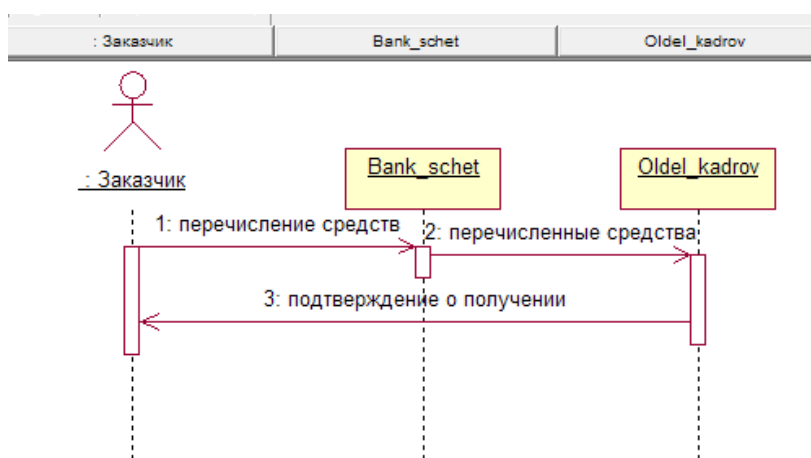 : Заказчик
Bank_schet
Oldel_kadrov
Bank_schet
Oldel_kadrov
: Заказчик
1: перечисление средств
2: перечисленные средства
3: подтверждение о получении